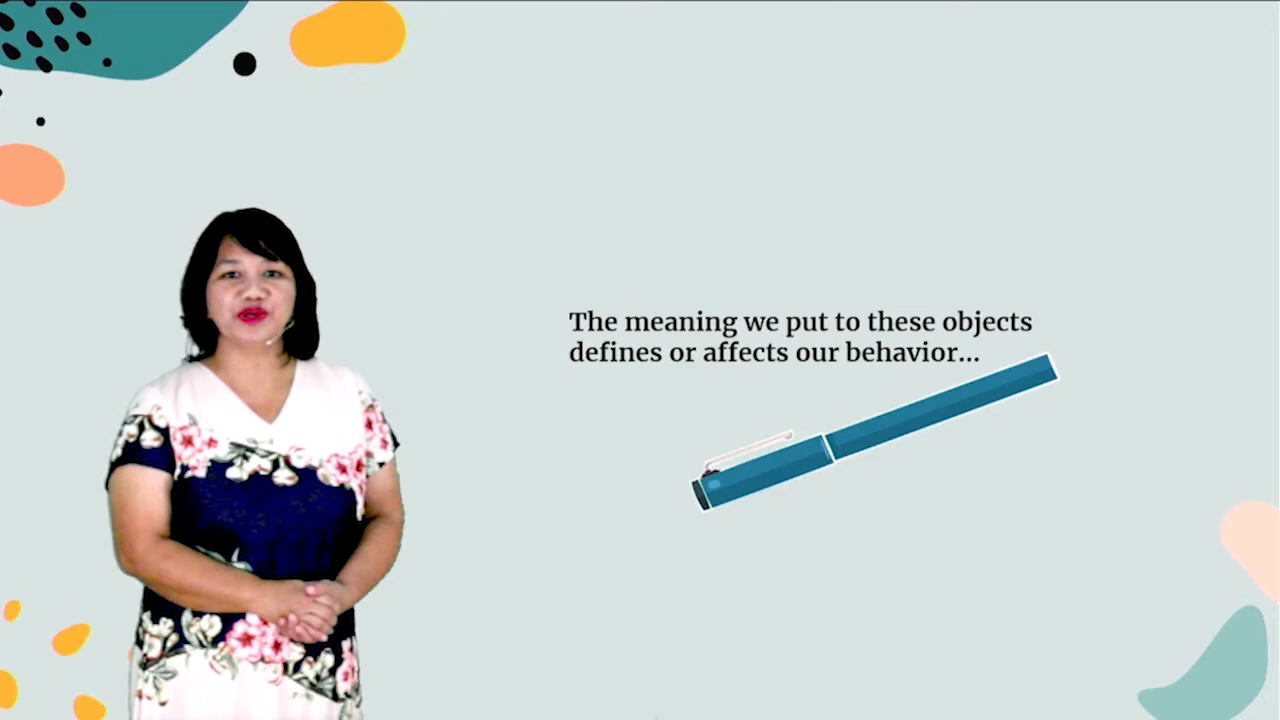 The meaning we put to these objects
defines or affects our behavior...